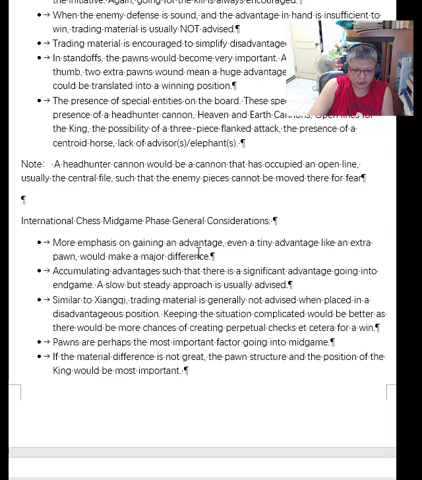 the initiative. Again, going for the kill is always encouraged.
When the enemy defense is sound, and the advantage in hand is insufficient to
win, trading material is usually NOT advised.
Trading material is encouraged to simplify disadvantage
In standoffs, the pawns would become very important. A
thumb, two extra pawns wound mean a huge advantage
could be translated into a winning position.
The presence of special entities on the board. These spe
presence of a headhunter cannon, Heaven and Earth Cannons, Open lines for
the King, the possibility of a three-piece flanked attack, the presence of a
centroid horse, lack of advisor(s)/elephant(s).
Note: A headhunter cannon would be a cannon that has occupied an open line,
usually the central file, such that the enemy pieces cannot be moved there for fear
International Chess Midgame Phase General Considerations:
More emphasis on gaining an advantage, even a tiny advantage like an extra
pawn, would make a major difference.
Accumulating advantages such that there is a significant advantage going into
endgame. A slow but steady approach is usually advised.
Similar to Xiangqi, trading material is generally not advised when placed in a
disadvantageous position. Keeping the situation complicated would be better as
there would be more chances of creating perpetual checks et cetera for a win.
Pawns are perhaps the most important factor going into midgame.
If the material difference is not great, the pawn structure and the position of the
King would be most important.